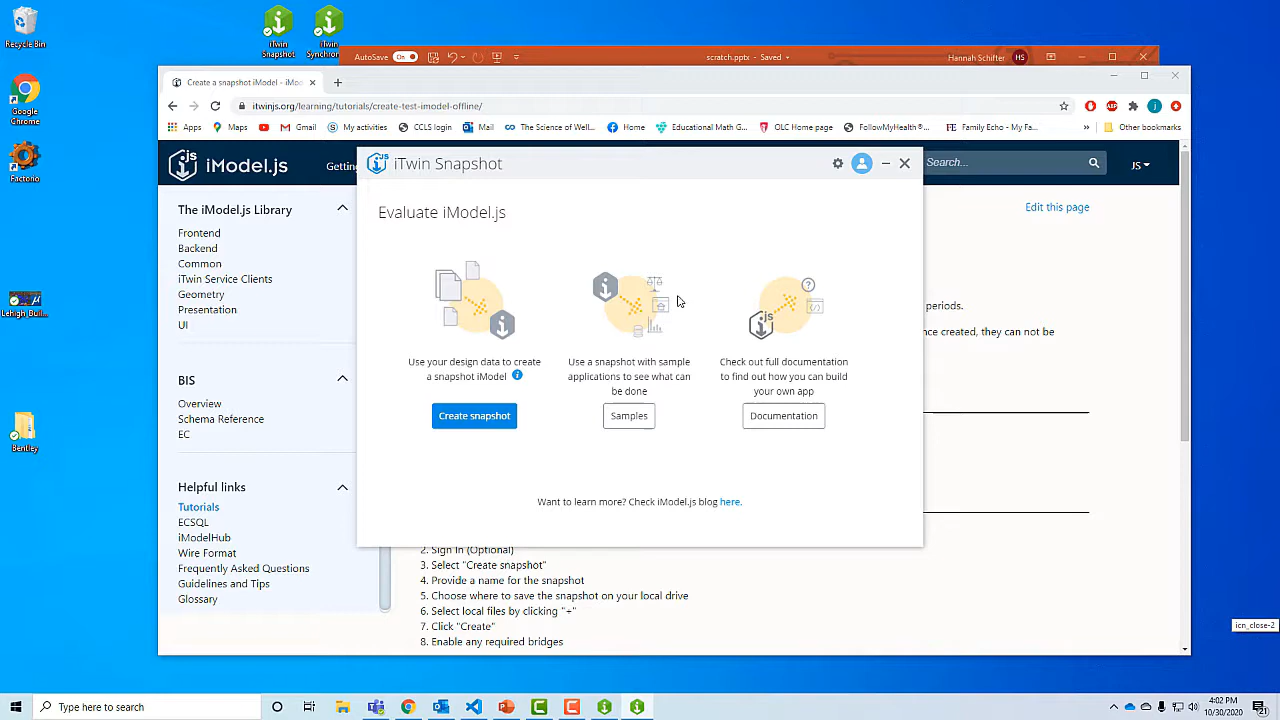 Recycle Bin
Google
Chrome
Factorio
Lehigh_Buil...
Bentley
iTwin
Snapshot
iTwin
Synchro
AutoSave
On
scratch.pptx - Saved
Hannah Schifter
HS
Create a snapshot iModel - iMod
itwinjs.org/learning/tutorials/create-test-imodel-offline/
ABP
Apps
Maps
Gmail
My activities
CCLS login
Mail
The Science of Well...
Home
Educational Math G...
OLC Home page
FollowMyHealth®...
Family Echo - My Fa...
»
Other bookmarks
iModel.js
Getting
Search...
JS
The iModel.js Library
Frontend
Backend
Common
iTwin Service Clients
Geometry
Presentation
UI
BIS
Overview
Schema Reference
EC
Helpful links
Tutorials
ECSQL
iModelHub
Wire Format
Frequently Asked Questions
Guidelines and Tips
Glossary
Edit this page
periods.
nce created, they can not be
iTwin Snapshot
Evaluate iModel.js
Use your design data to create
a snapshot iModel
Create snapshot
Use a snapshot with sample
applications to see what can
be done
Samples
Check out full documentation
to find out how you can build
your own app
Documentation
Want to learn more? Check iModel.js blog here.
2. Sign In (Optional)
3. Select "Create snapshot"
4. Provide a name for the snapshot
5. Choose where to save the snapshot on your local drive
6. Select local files by clicking "+"
7. Click "Create"
8. Enable any required bridges
icn_close-2
Type here to search
4:02 PM
10/30/2020